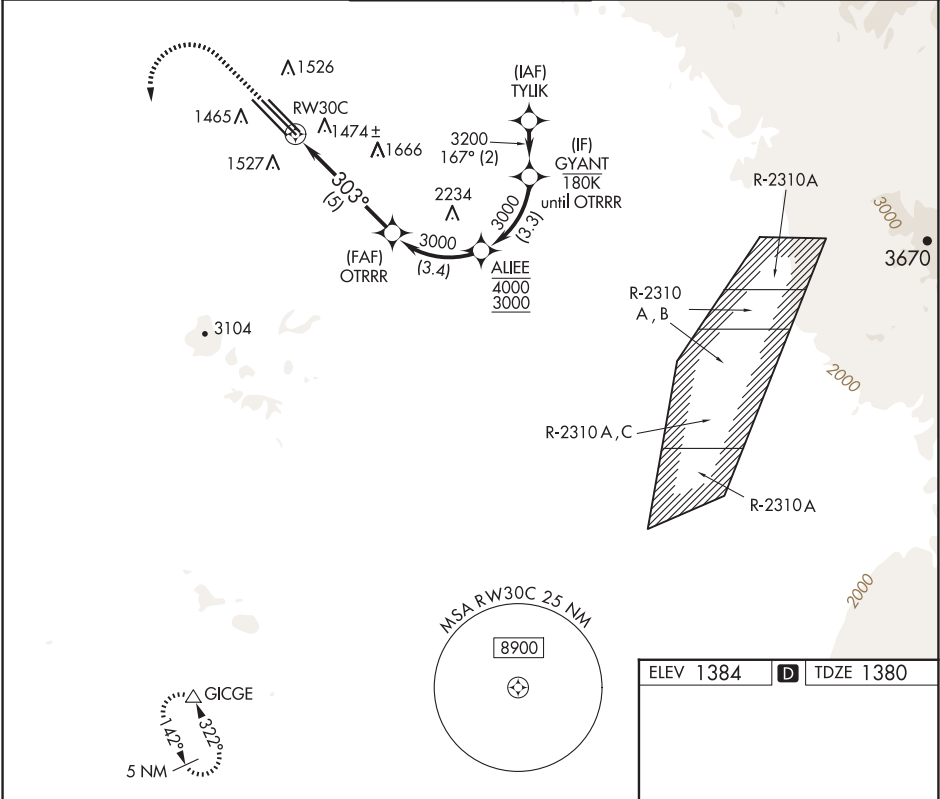 1526
(IAF)
TYLIK
1465
RW30C
1474 ±
1666
1527
3200
167° (2)
(IF)
GYANT
180K
until OTRRR
303°
(5)
2234
3000
(3.3)
3000
(3.4)
(FAF)
OTRRR
ALIEE
4000
3000
R-2310A
3000
3670
R-2310
A , B
3104
2000
R-2310 A , C
R-2310 A
2000
MSA RW30C 25 NM
8900
ELEV 1384 D TDZE 1380
GICGE
142°
322°
5 NM